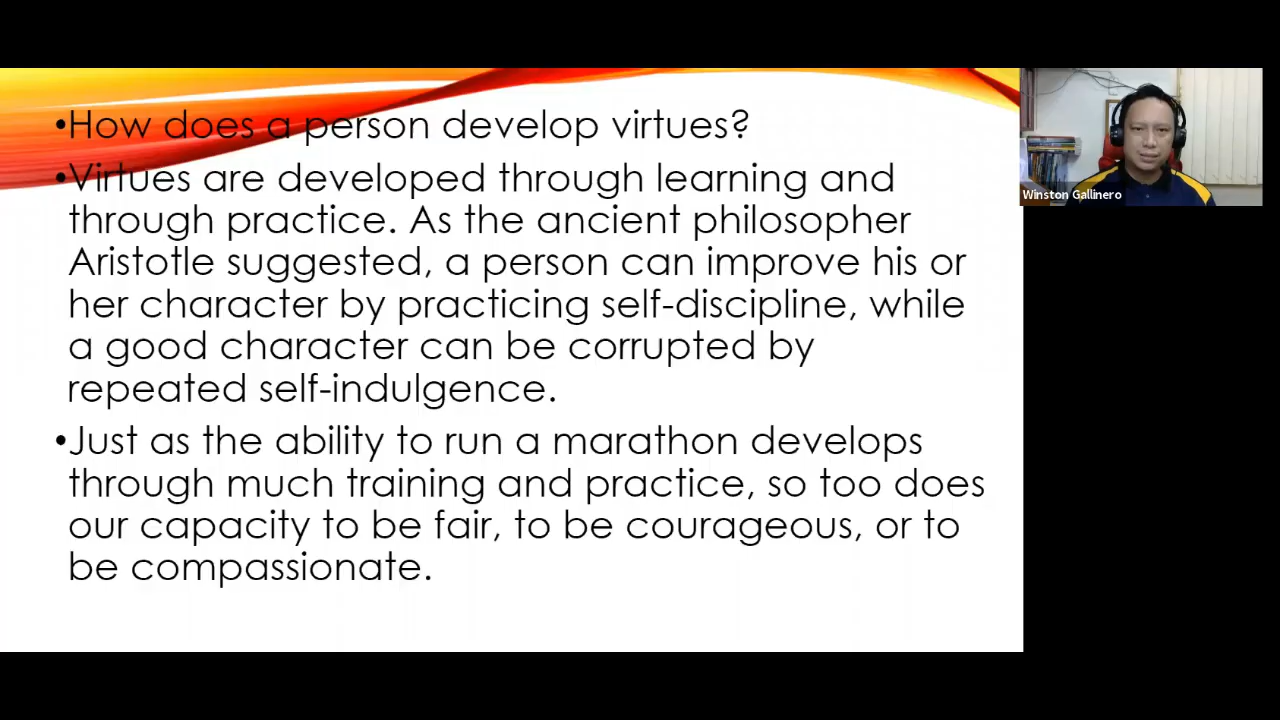 •How does a person develop virtues?
•Virtues are developed through learning and
through practice. As the ancient philosopher
Aristotle suggested, a person can improve his or
her character by practicing self-discipline, while
a good character can be corrupted by
repeated self-indulgence.
•Just as the ability to run a marathon develops
through much training and practice, so too does
our capacity to be fair, to be courageous, or to
be compassionate.
Winston Gallinero